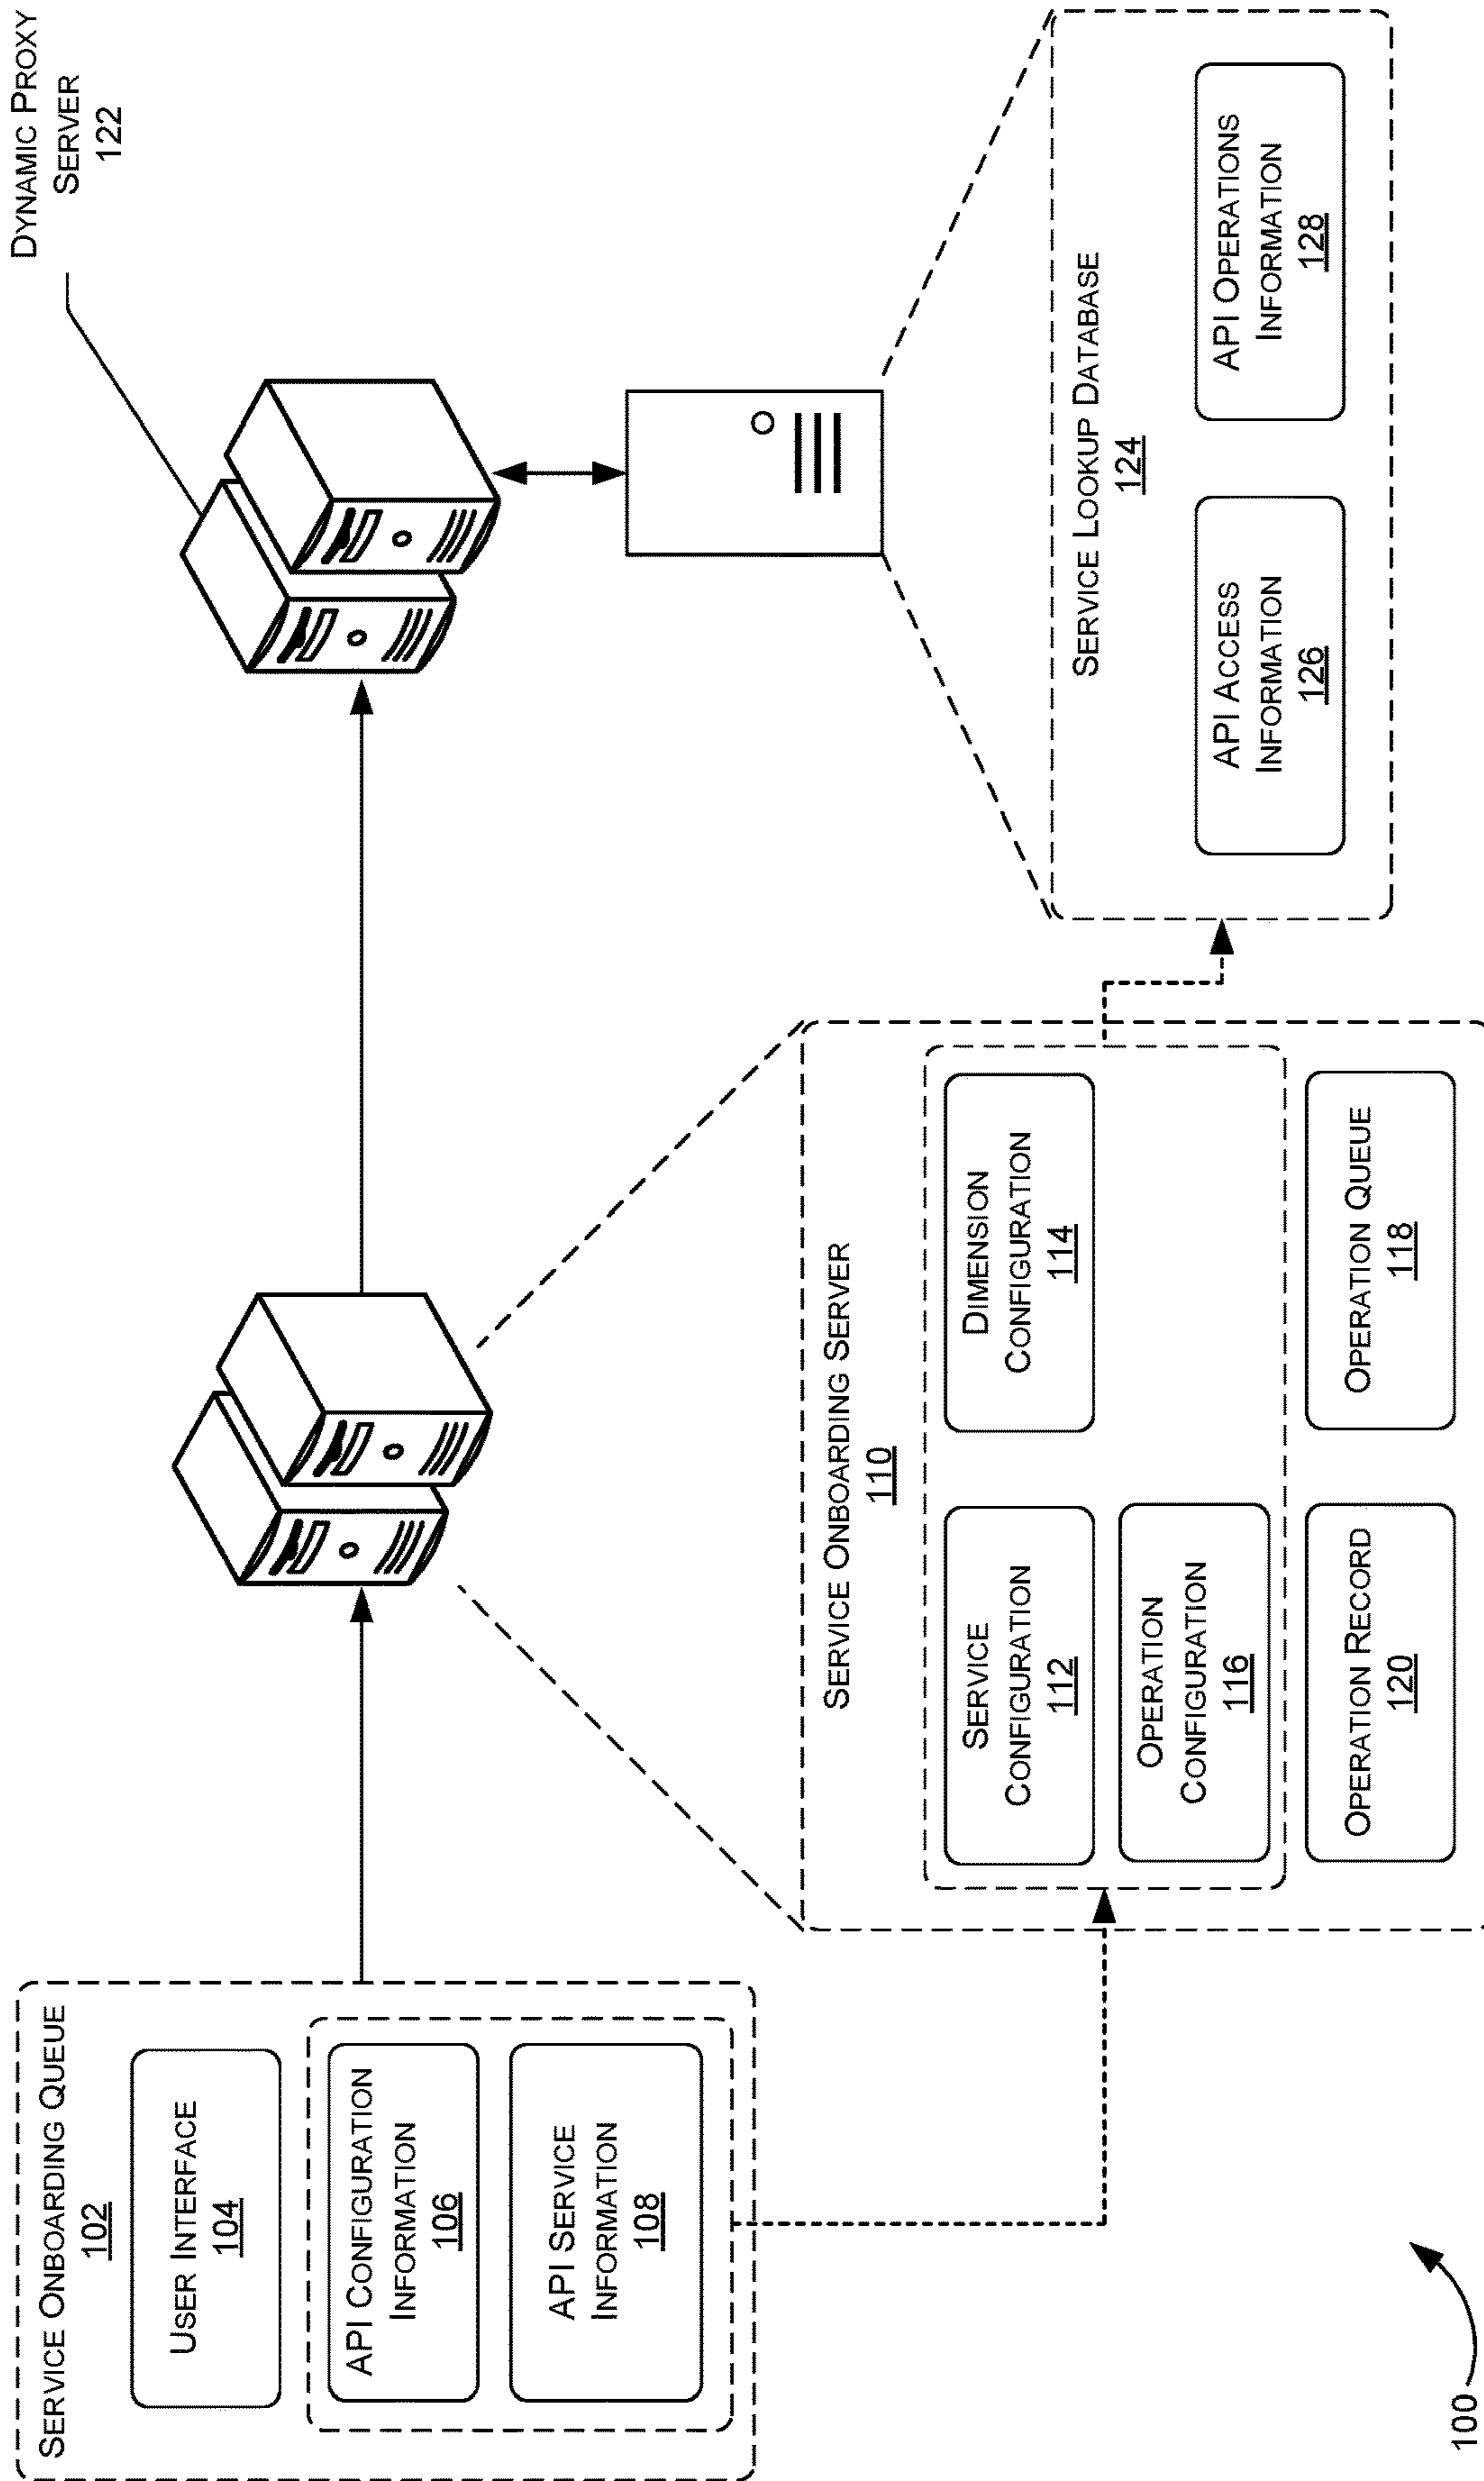 SERVICE ONBOARDING QUEUE
102
USER INTERFACE
104
API CONFIGURATION
INFORMATION
106
API SERVICE
INFORMATION
108
SERVICE ONBOARDING SERVER
110
SERVICE
CONFIGURATION
112
DIMENSION
CONFIGURATION
114
OPERATION
CONFIGURATION
116
OPERATION RECORD
120
OPERATION QUEUE
118
DYNAMIC PROXY
SERVER
122
SERVICE LOOKUP DATABASE
124
API ACCESS
INFORMATION
126
API OPERATIONS
INFORMATION
128
100